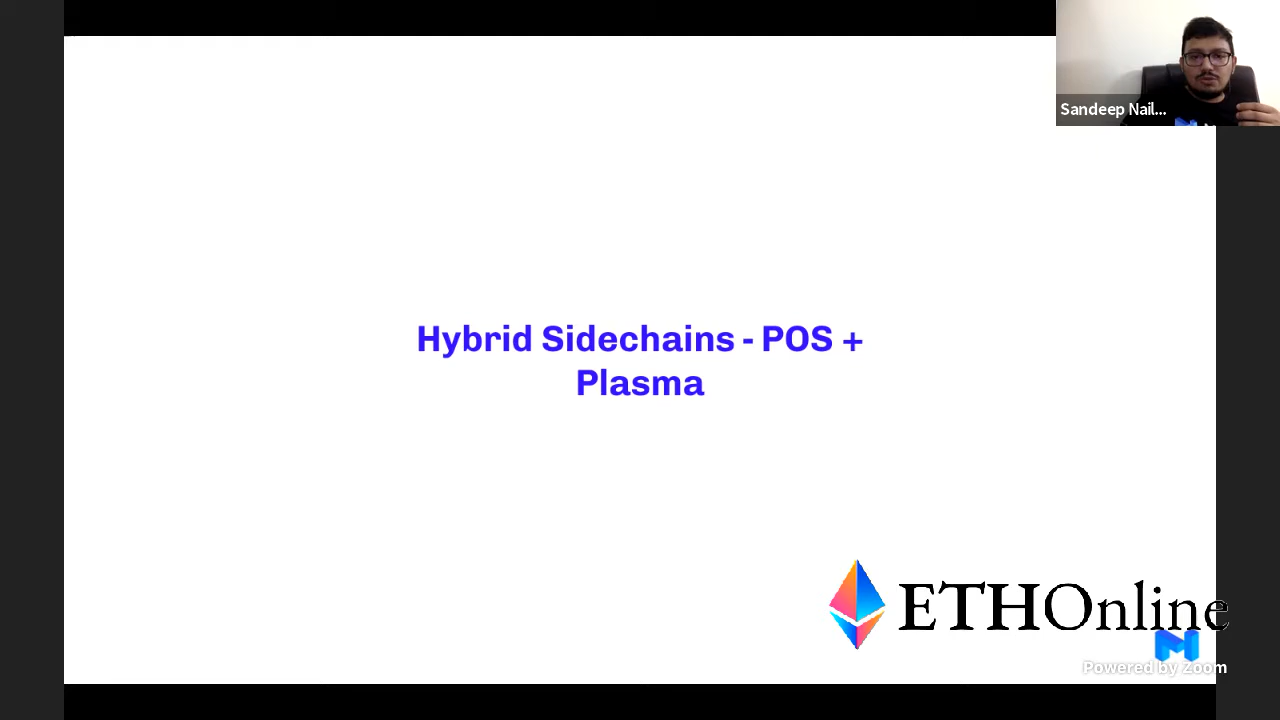 Sandeep Nail...
Hybrid Sidechains - POS +
Plasma
ETHOnline
Powered by Zoom